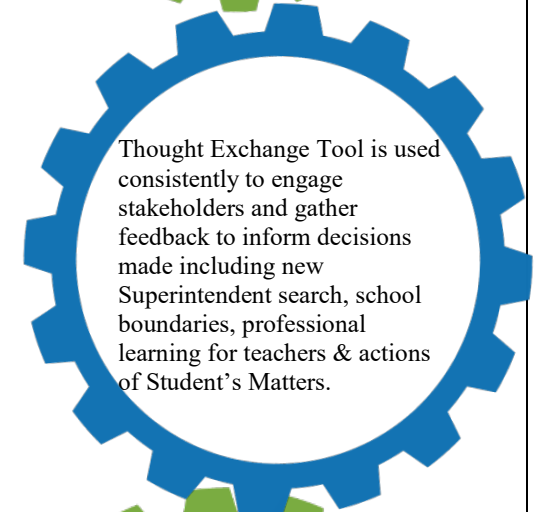 Thought Exchange Tool is used
consistently to engage
stakeholders and gather
feedback to inform decisions
made including new
Superintendent search, school
boundaries, professional
learning for teachers & actions
of Student’s Matters.